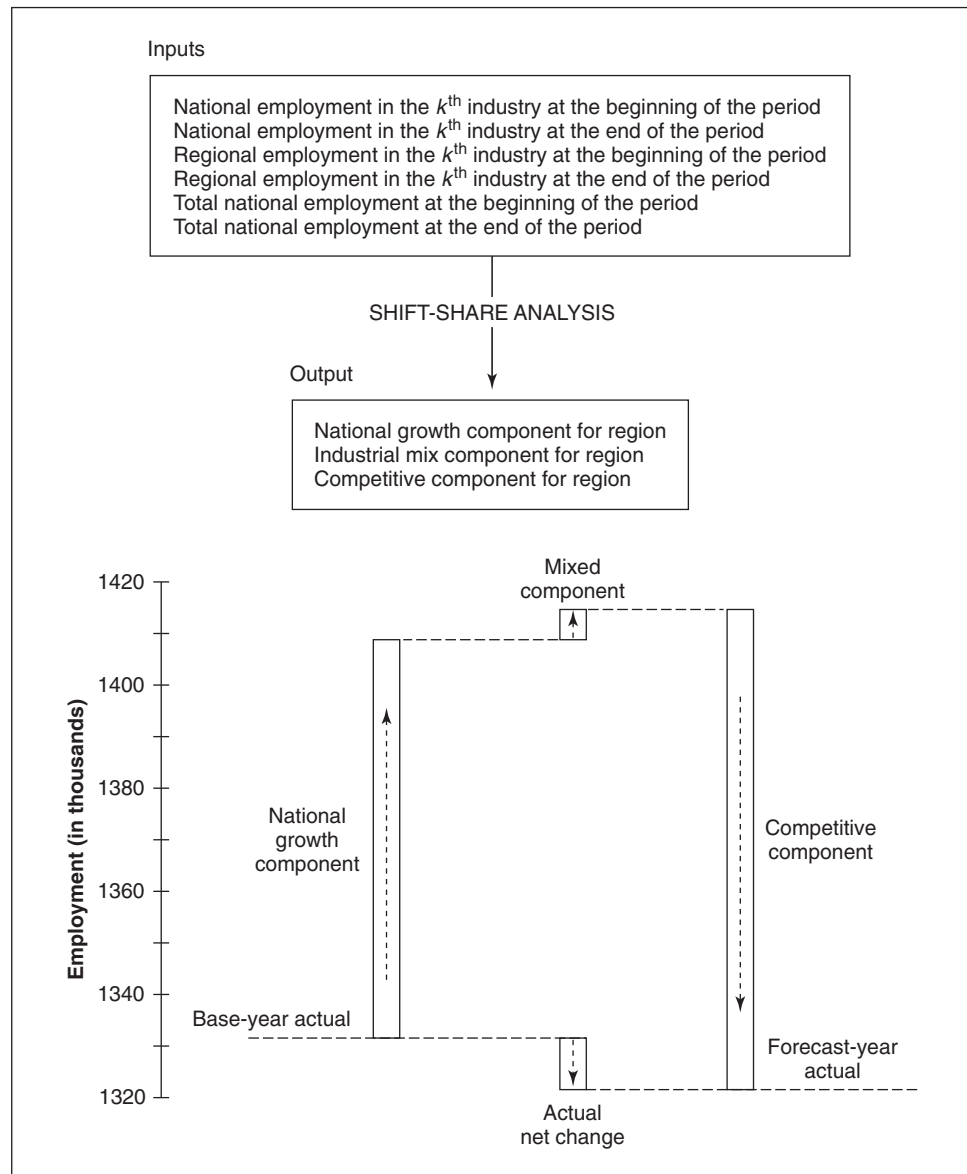 Inputs
National employment in the kth industry at the beginning of the period
National employment in the kth industry at the end of the period
Regional employment in the kth industry at the beginning of the period
Regional employment in the kth industry at the end of the period
Total national employment at the beginning of the period
Total national employment at the end of the period
SHIFT-SHARE ANALYSIS
Output
National growth component for region
Industrial mix component for region
Competitive component for region
Employment (in thousands)
1420
1400
1380
1360
1340
1320
Mixed
component
National
growth
component
Competitive
component
Base-year actual
Forecast-year
actual
Actual
net change